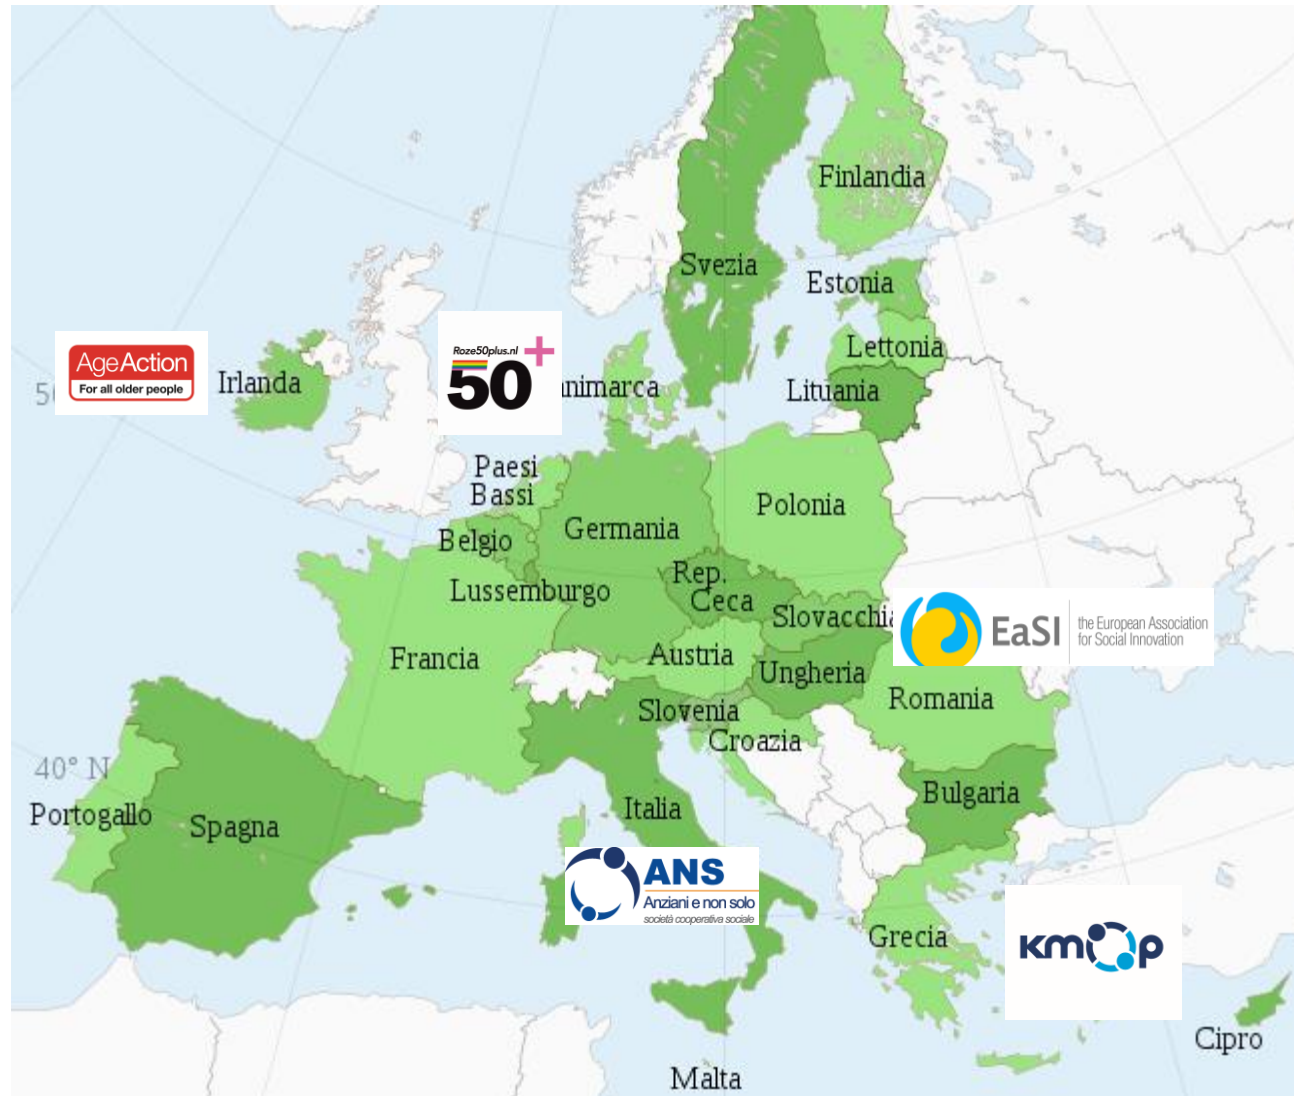 Finlandia
Svezia
Estonia
Lettonia
Lituania
AgeAction
For all older people
Irlanda
Roze50plus.nl
50+
nimarca
Paesi
Bassi
Polonia
Germania
Belgio
Rep.
Ceca
Lussemburgo
Slovacchia
EaSI
the European Association
for Social Innovation
Francia
Austria
Ungheria
Romania
Slovenia
Croazia
40° N
Bulgaria
Portogallo
Spagna
Italia
ANS
Anziani e non solo
società cooperativa sociale
Grecia
kmop
Cipro
Malta